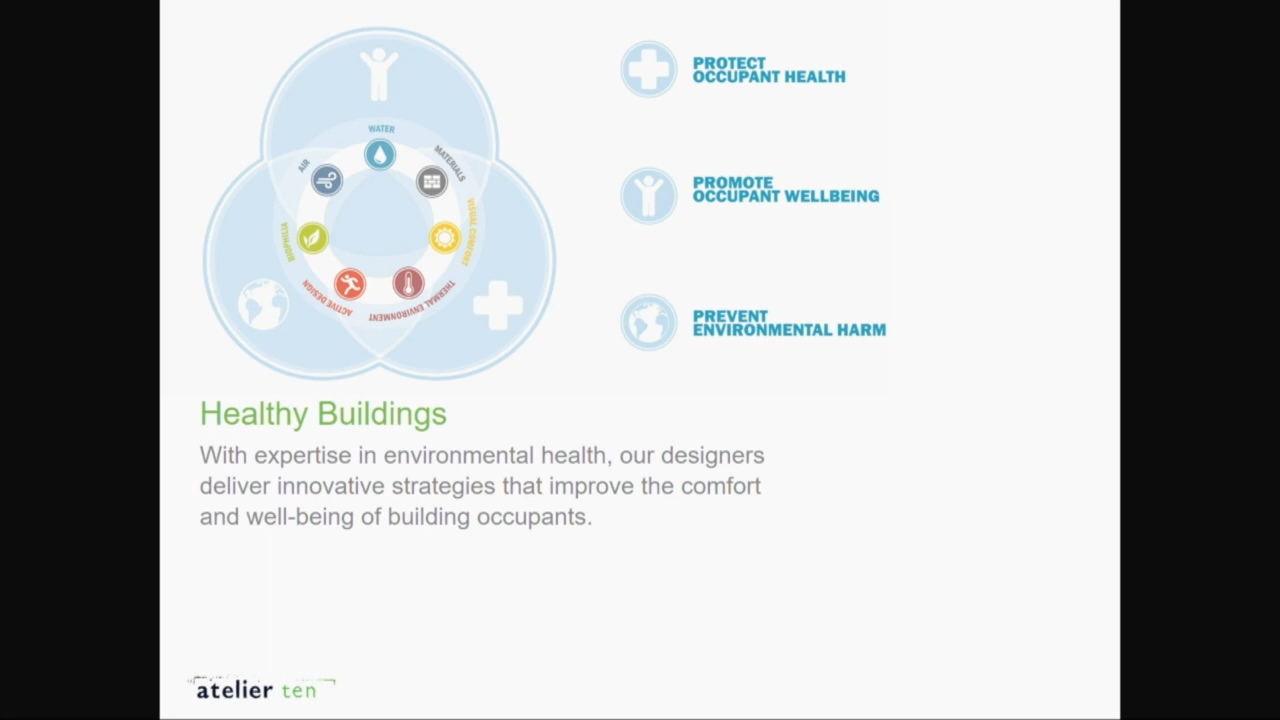 WATER
AIR
MATERIALS
BIOPHILIA
VISUAL COMFORT
ACTIVE DESIGN
THERMAL ENVIRONMENT
PROTECT
OCCUPANT HEALTH
PROMOTE
OCCUPANT WELLBEING
PREVENT
ENVIRONMENTAL HARM
Healthy Buildings
With expertise in environmental health, our designers
deliver innovative strategies that improve the comfort
and well-being of building occupants.
atelier ten